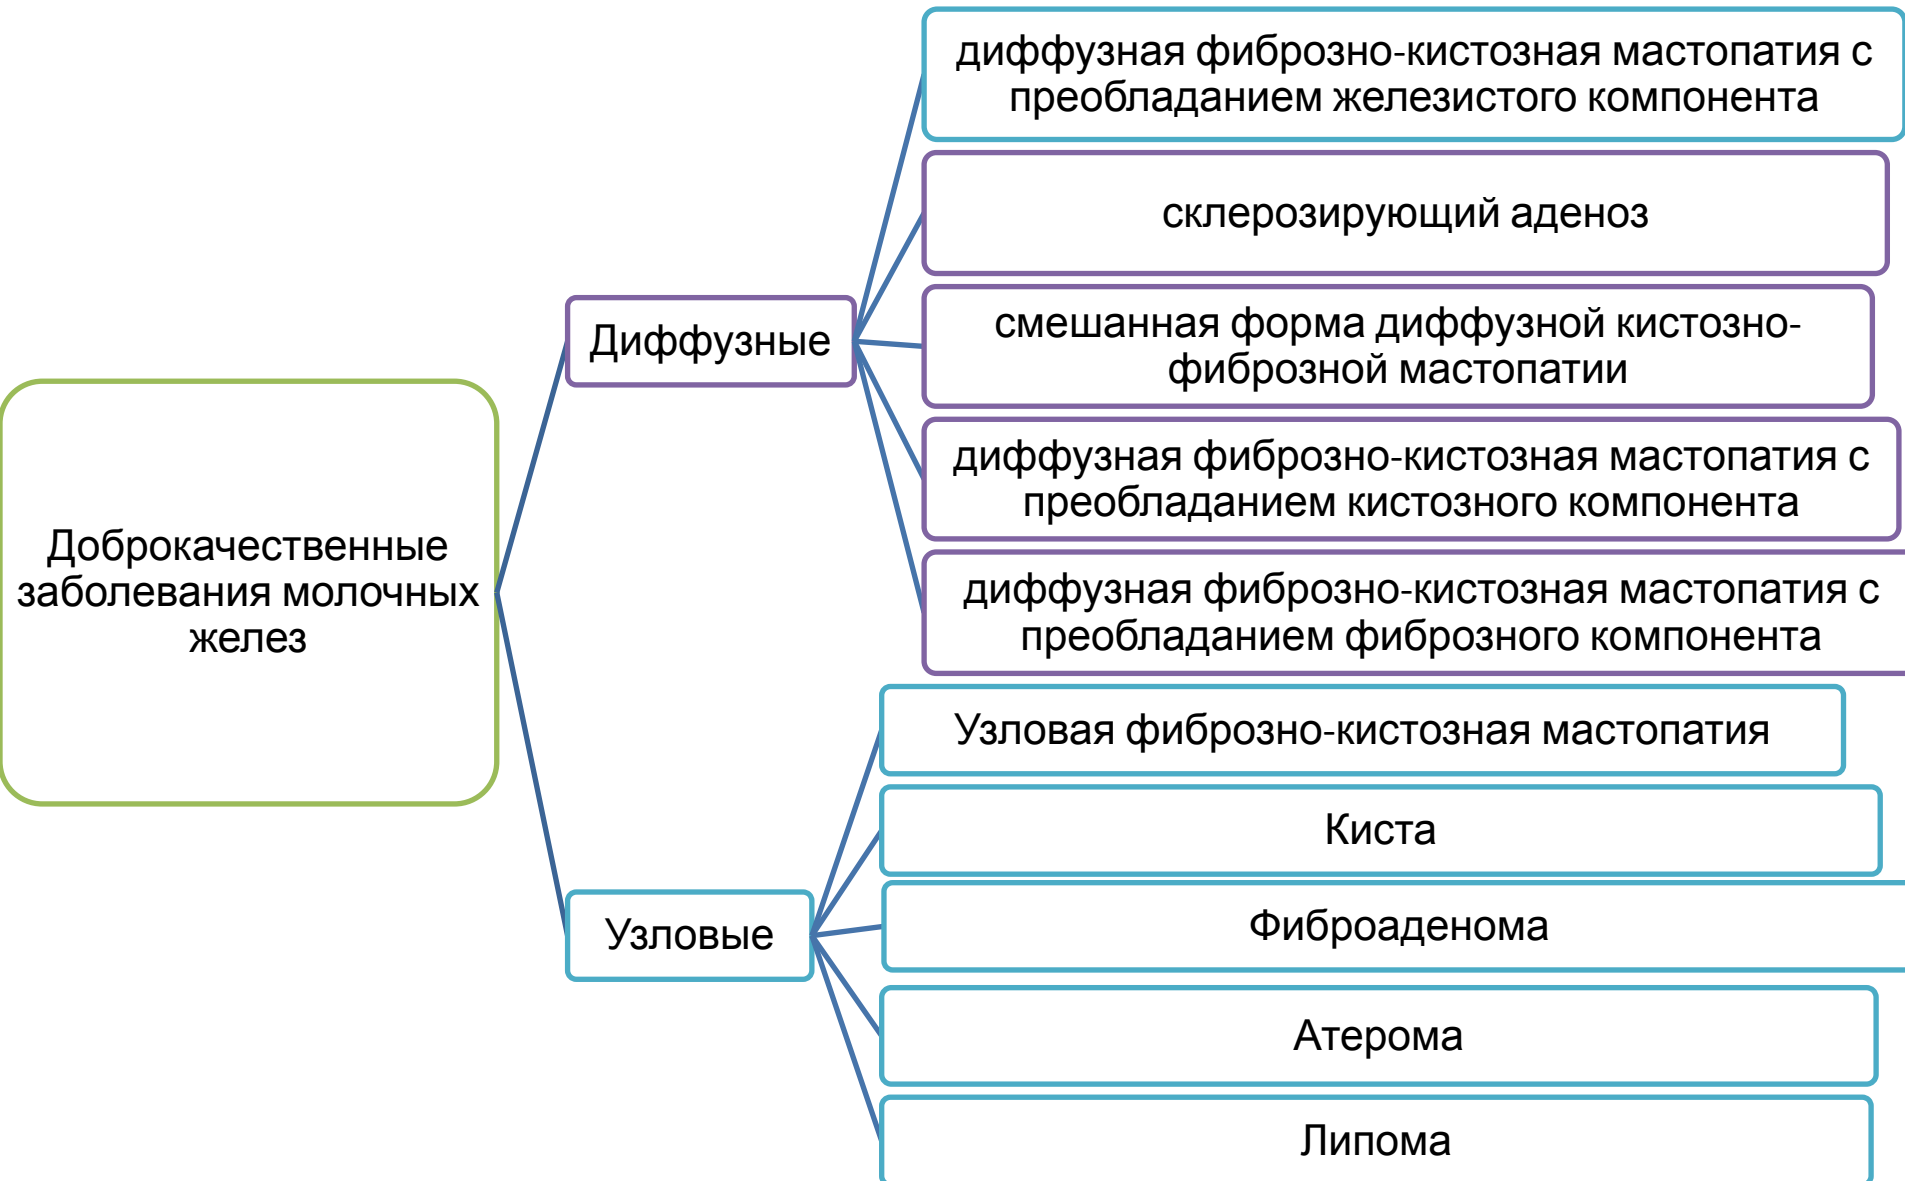 Доброкачественные
заболевания молочных
желез
Диффузные
диффузная фиброзно-кистозная мастопатия с
преобладанием железистого компонента
склерозирующий аденоз
смешанная форма диффузной кистозно-
фиброзной мастопатии
диффузная фиброзно-кистозная мастопатия с
преобладанием кистозного компонента
диффузная фиброзно-кистозная мастопатия с
преобладанием фиброзного компонента
Узловые
Узловая фиброзно-кистозная мастопатия
Киста
Фиброаденома
Атерома
Липома